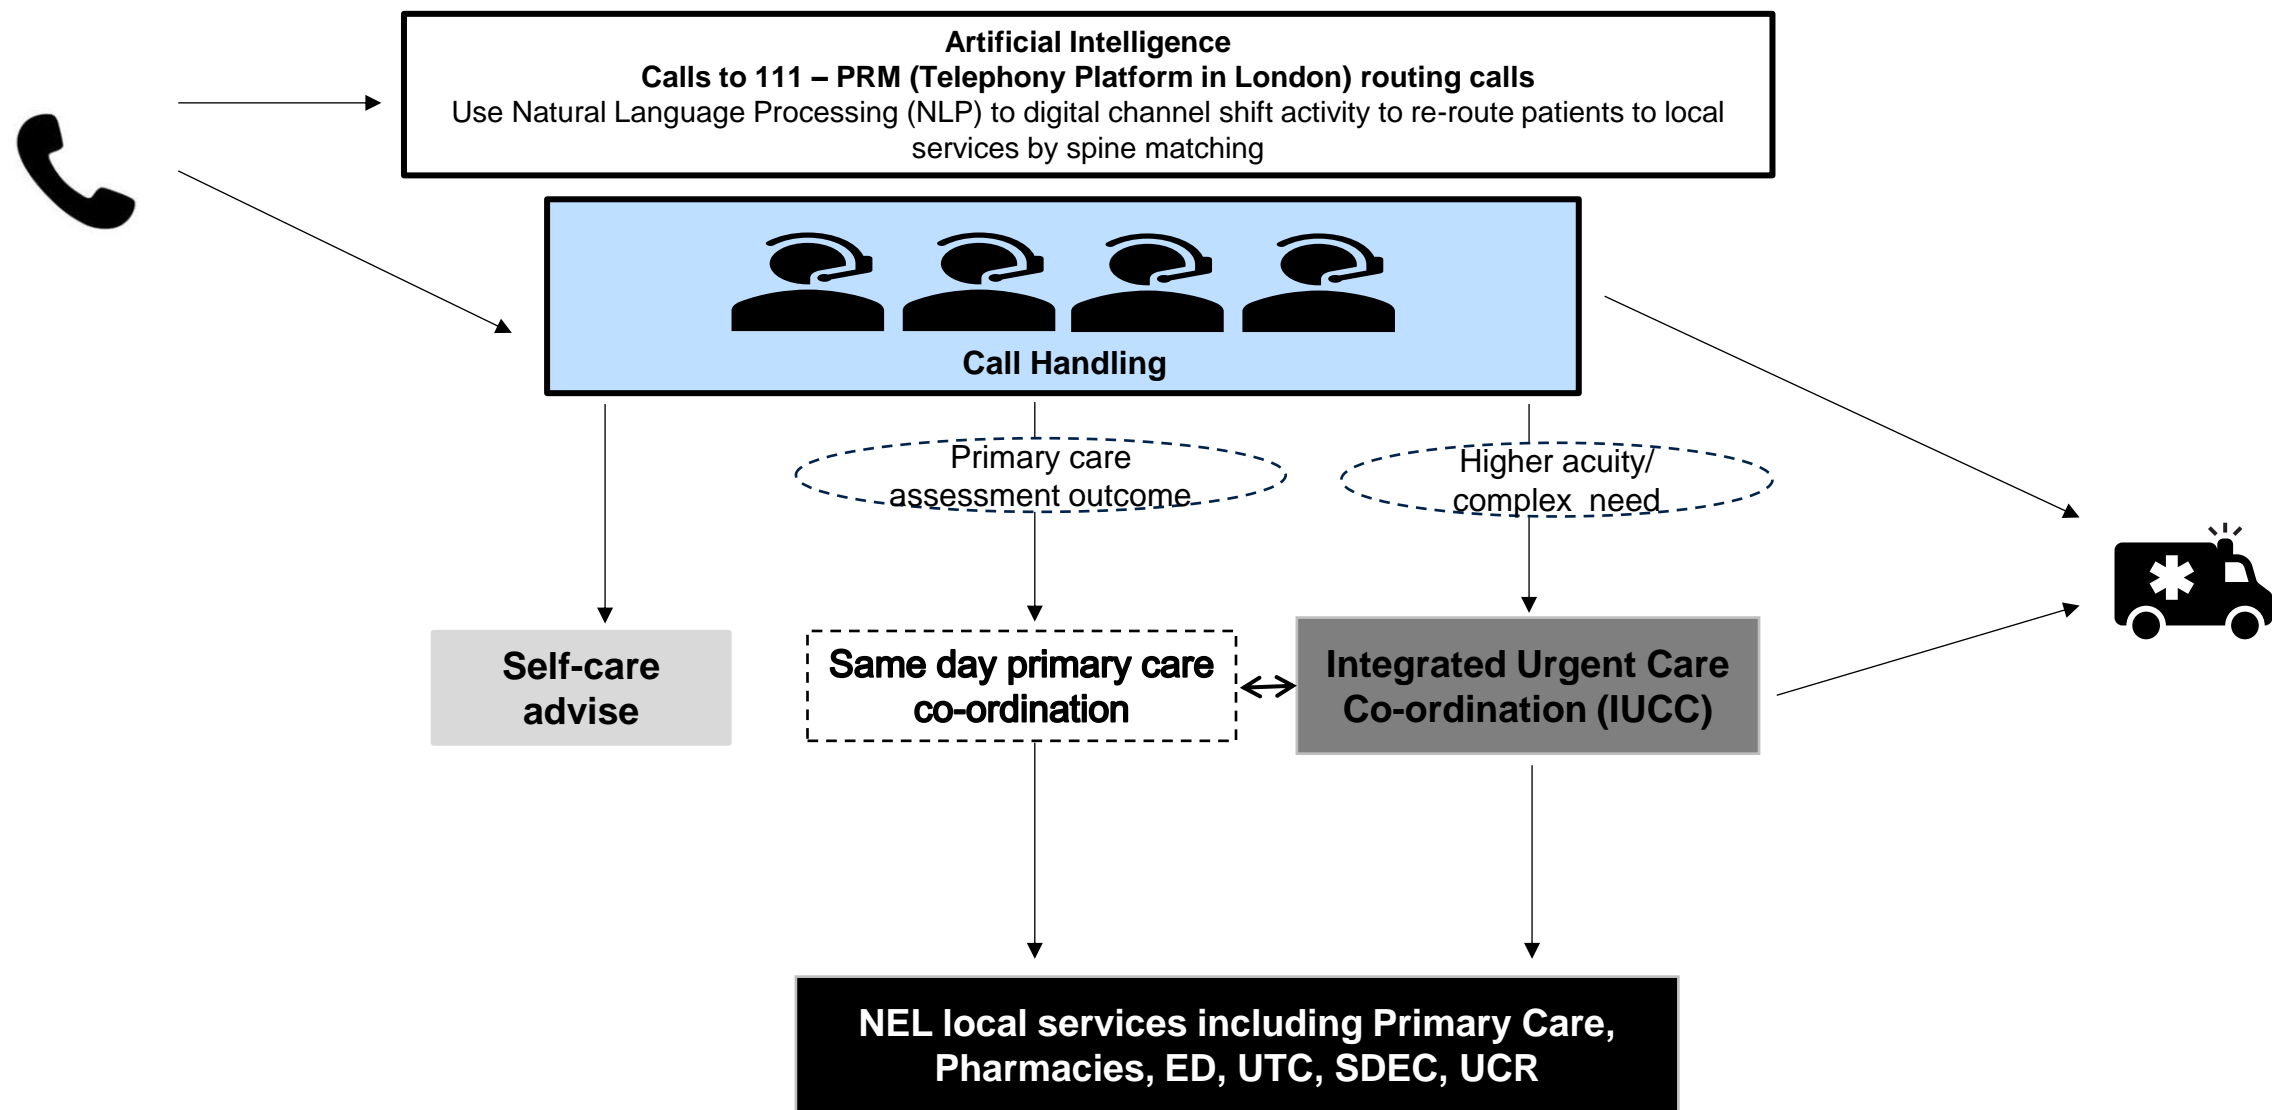 Artificial Intelligence
Calls to 111 – PRM (Telephony Platform in London) routing calls
Use Natural Language Processing (NLP) to digital channel shift activity to re-route patients to local
services by spine matching
Call Handling
Primary care
assessment outcome
Higher acuity/
complex need
Self-care
advise
Same day primary care
co-ordination
Integrated Urgent Care
Co-ordination (IUCC)
NEL local services including Primary Care,
Pharmacies, ED, UTC, SDEC, UCR